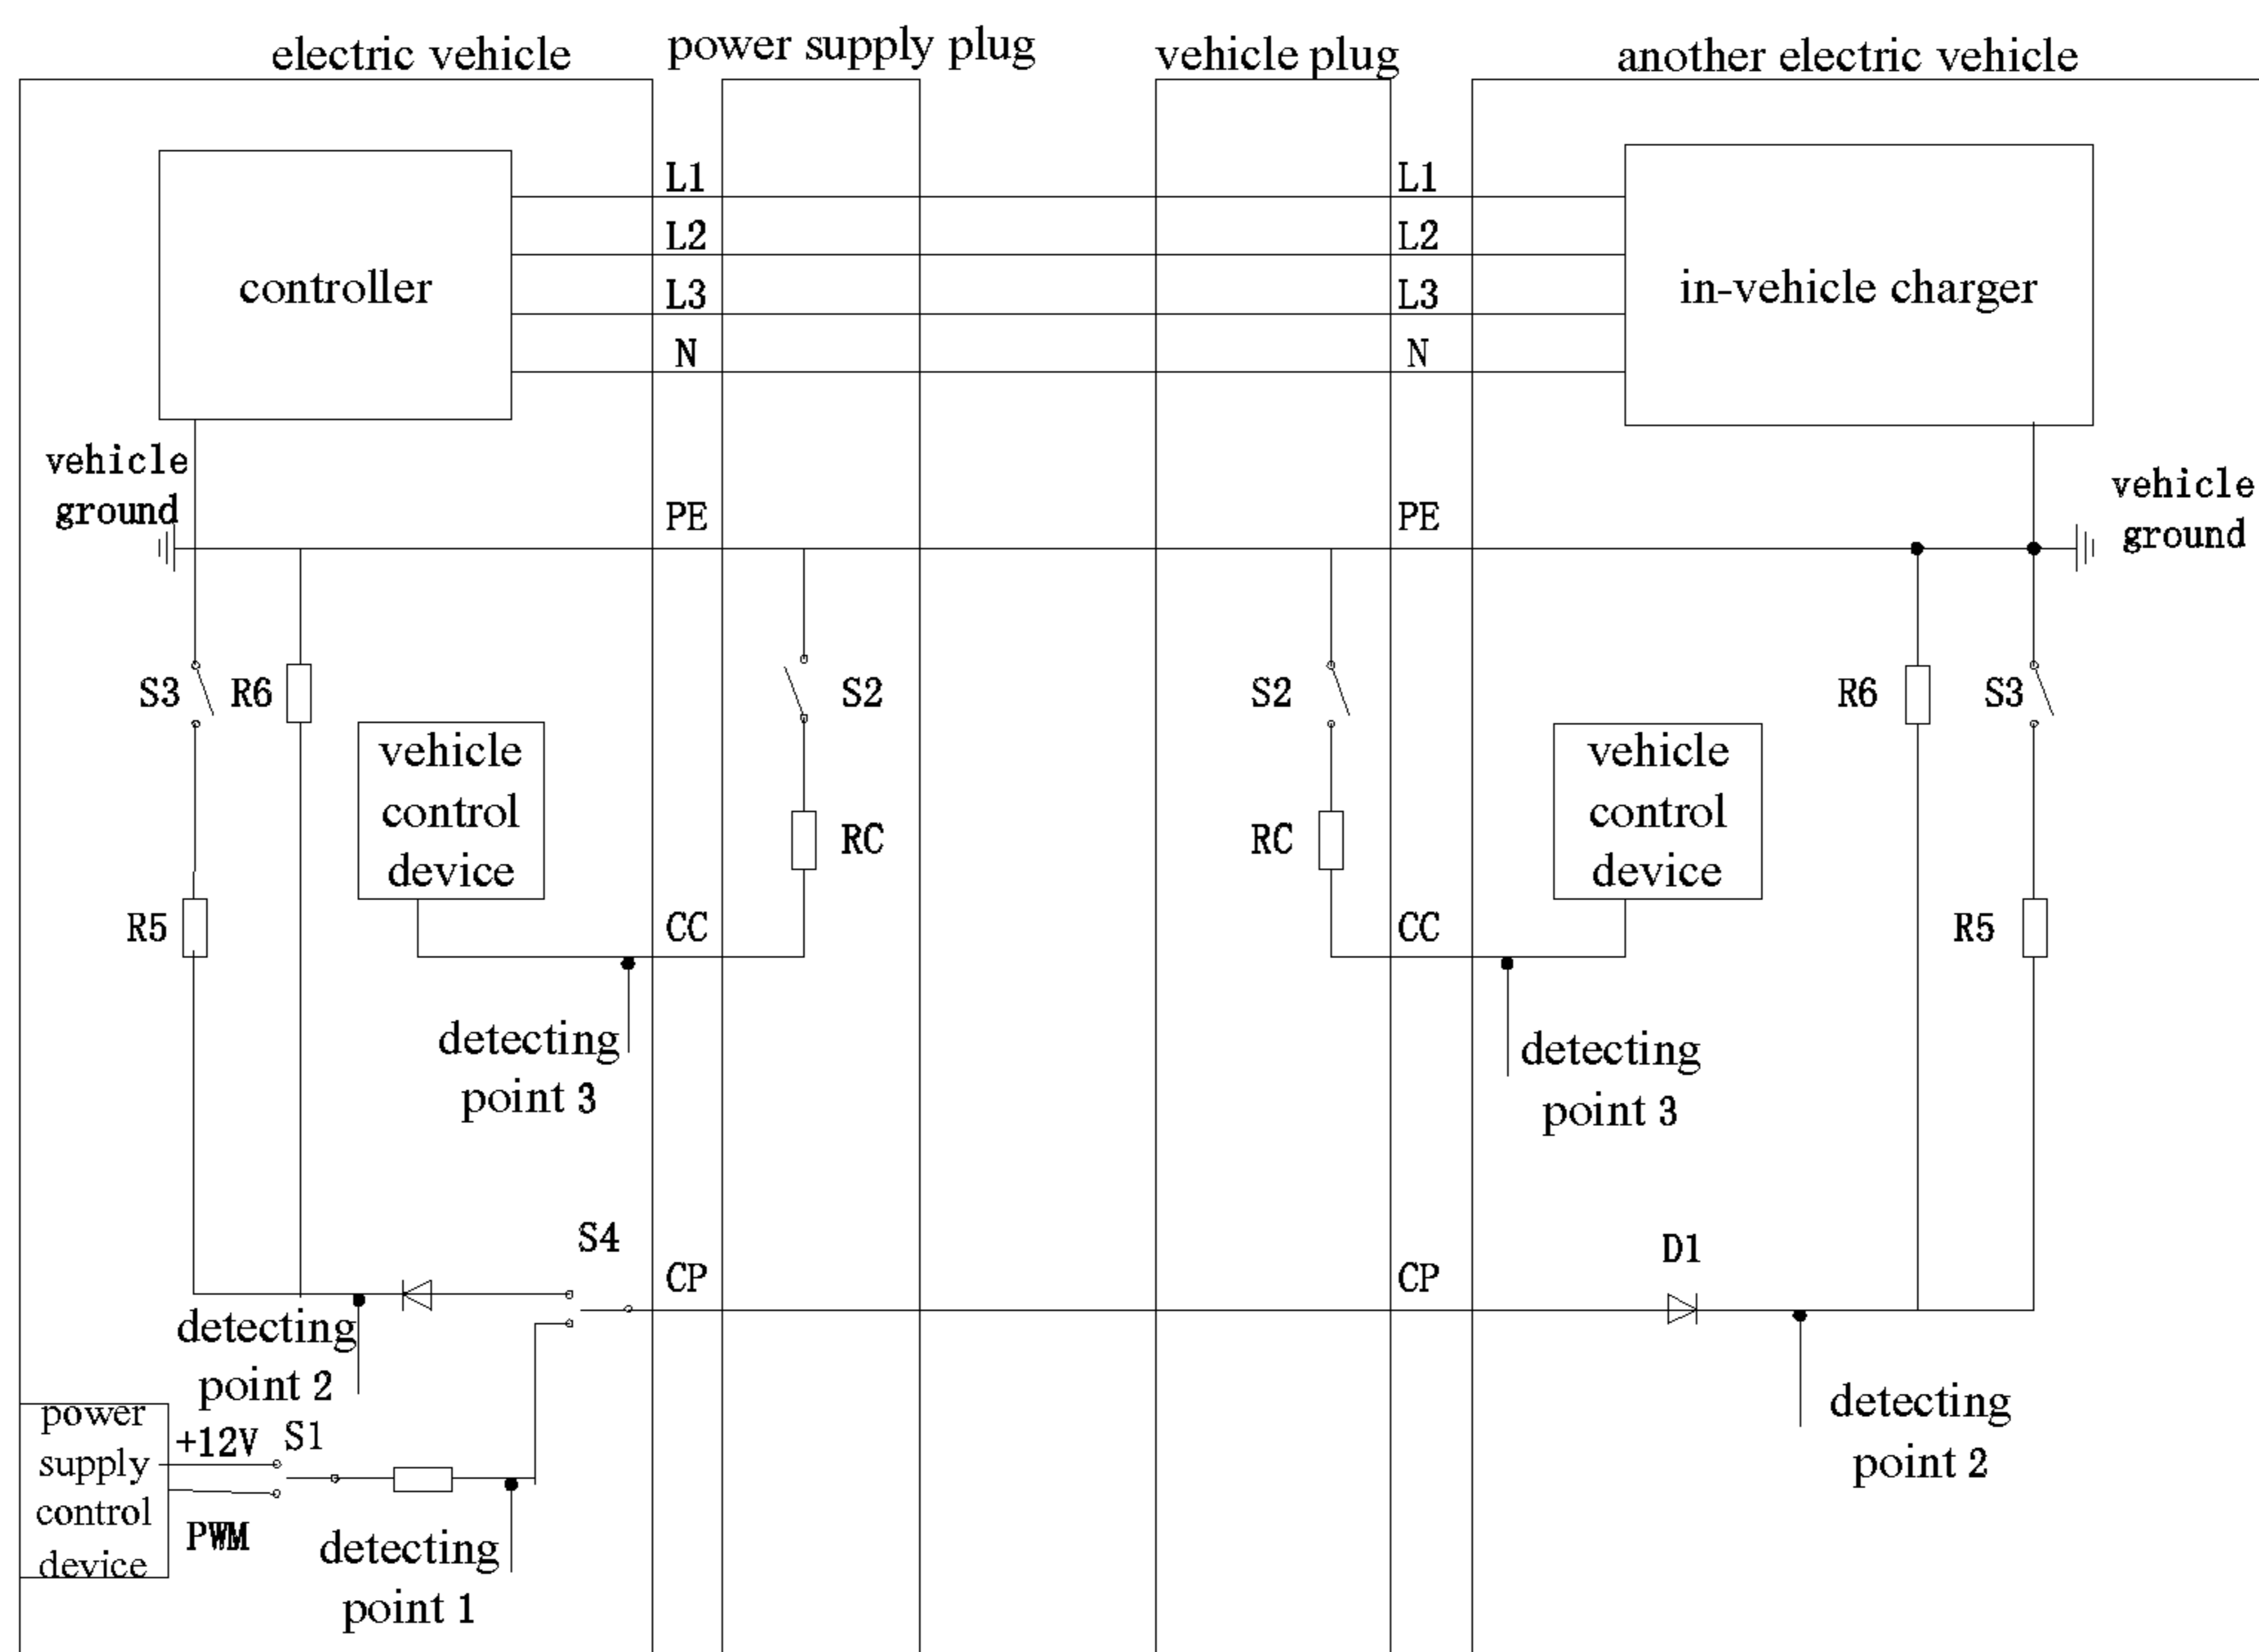 electric vehicle
power supply plug
vehicle plug
another electric vehicle
controller
in-vehicle charger
L1
L1
L2
L2
L3
L3
N
N
vehicle
ground
PE
PE
vehicle
ground
S3
R6
S2
S2
R6
S3
vehicle
control
device
RC
RC
vehicle
control
device
R5
CC
CC
R5
detecting
point 3
detecting
point 3
S4
CP
CP
D1
detecting
point 2
detecting
point 2
power
supply
control
device
+12V
S1
PWM
detecting
point 1